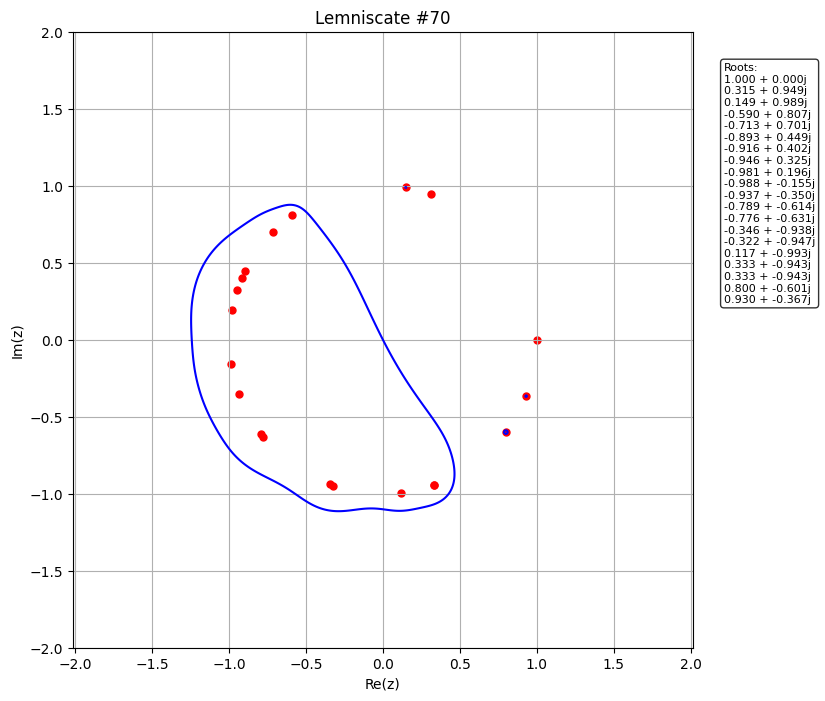 Lemniscate #70
2.0
1.5
1.0
0.5
0.0
−0.5
−1.0
−1.5
−2.0
Im(z)
−2.0 −1.5 −1.0 −0.5 0.0 0.5 1.0 1.5 2.0
Re(z)
Roots:
1.000 + 0.000j
0.315 + 0.949j
0.149 + 0.989j
-0.590 + 0.807j
-0.713 + 0.701j
-0.893 + 0.449j
-0.916 + 0.402j
-0.946 + 0.325j
-0.981 + 0.196j
-0.988 + -0.155j
-0.937 + -0.350j
-0.789 + -0.614j
-0.776 + -0.631j
-0.346 + -0.938j
-0.322 + -0.947j
0.117 + -0.993j
0.333 + -0.943j
0.333 + -0.943j
0.800 + -0.601j
0.930 + -0.367j